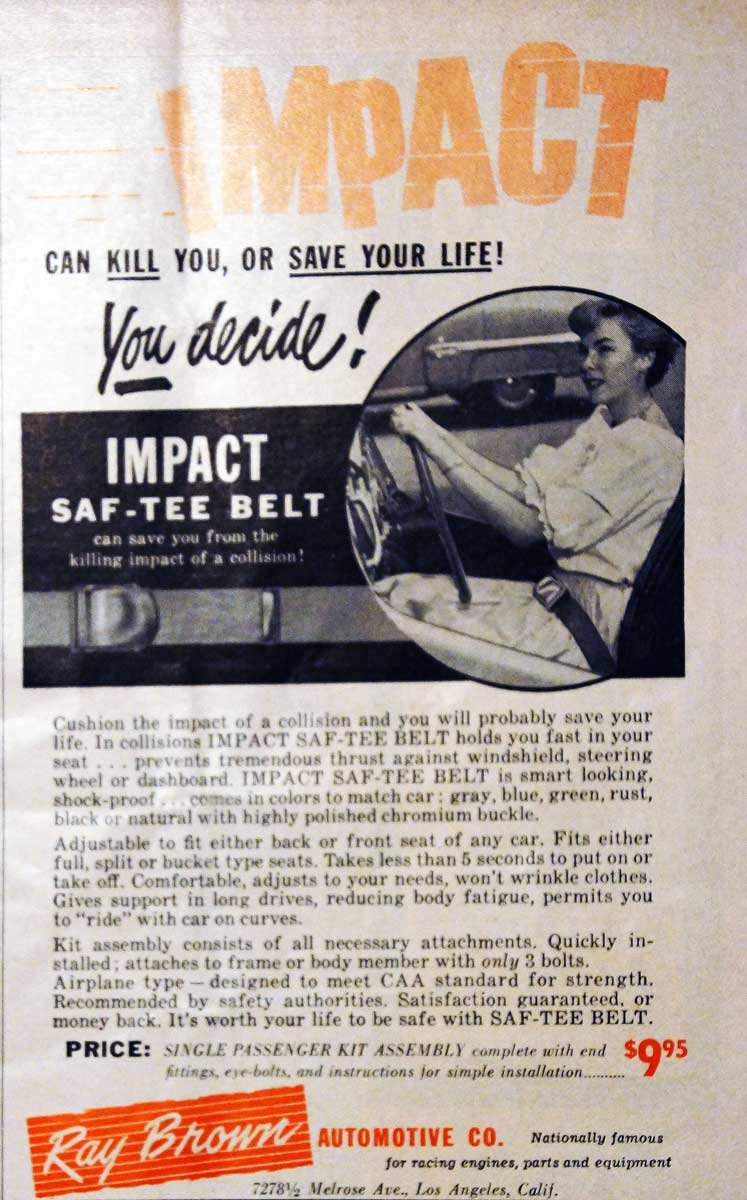 IMPACT
CAN KILL YOU, OR SAVE YOUR LIFE!
You decide!
IMPACT
SAF-TEE BELT
can save you from the
killing impact of a collision!
Cushion the impact of a collision and you will probably save your
life. In collisions IMPACT SAF-TEE BELT holds you fast in your
seat . . . prevents tremendous thrust against windshield, steering
wheel or dashboard. IMPACT SAF-TEE BELT is smart looking,
shock-proof . . . comes in colors to match car : gray, blue, green, rust,
black or natural with highly polished chromium buckle.
Adjustable to fit either back or front seat of any car. Fits either
full, split or bucket type seats. Takes less than 5 seconds to put on or
take off. Comfortable, adjusts to your needs, won't wrinkle clothes.
Gives support in long drives, reducing body fatigue, permits you
to "ride" with car on curves.
Kit assembly consists of all necessary attachments. Quickly in-
stalled ; attaches to frame or body member with only 3 bolts.
Airplane type — designed to meet CAA standard for strength.
Recommended by safety authorities. Satisfaction guaranteed, or
money back. It's worth your life to be safe with SAF-TEE BELT.
PRICE: SINGLE PASSENGER KIT ASSEMBLY complete with end $9.95
fittings, eye-bolts, and instructions for simple installation..........
Ray Brown AUTOMOTIVE CO. Nationally famous
for racing engines, parts and equipment
7278½ Melrose Ave., Los Angeles, Calif.